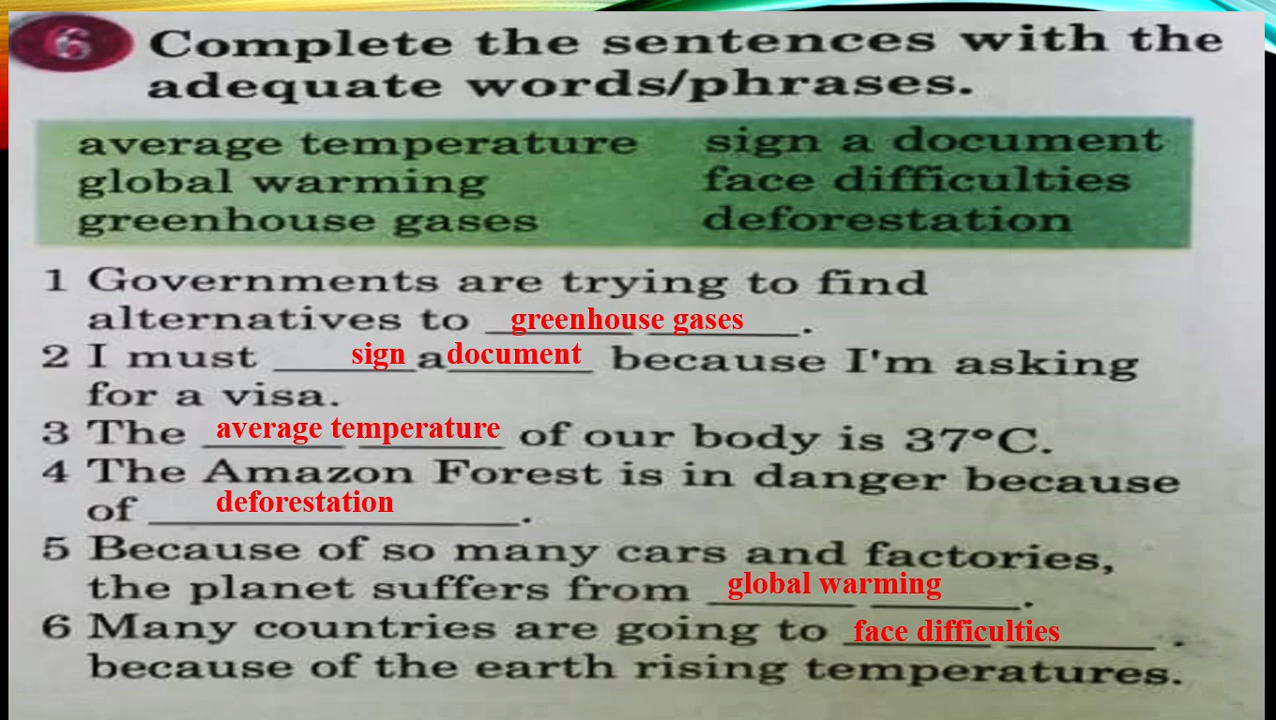 6 Complete the sentences with the
adequate words/phrases.
average temperature sign a document
global warming face difficulties
greenhouse gases deforestation
1 Governments are trying to find
alternatives to greenhouse gases.
2 I must sign a document because I'm asking
for a visa.
3 The average temperature of our body is 37°C.
4 The Amazon Forest is in danger because
of deforestation.
5 Because of so many cars and factories,
the planet suffers from global warming.
6 Many countries are going to face difficulties .
because of the earth rising temperatures.